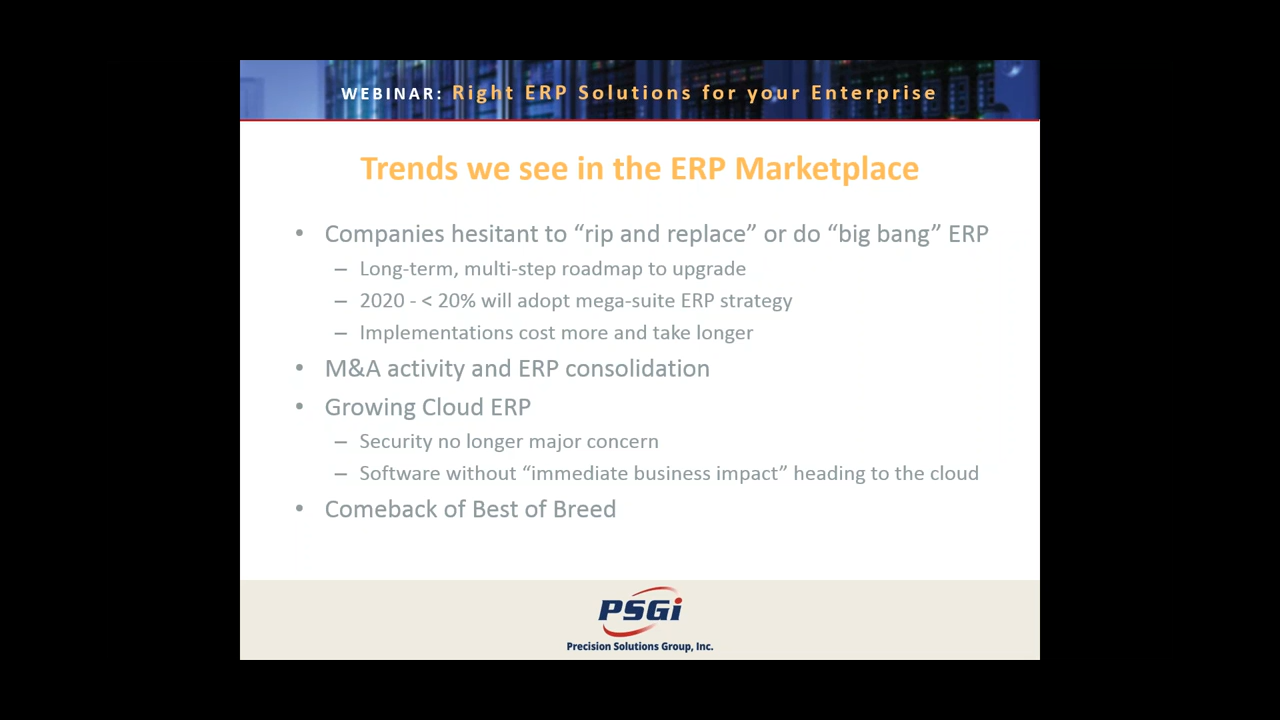 WEBINAR: Right ERP Solutions for your Enterprise
Trends we see in the ERP Marketplace
• Companies hesitant to “rip and replace” or do “big bang” ERP
– Long-term, multi-step roadmap to upgrade
– 2020 - < 20% will adopt mega-suite ERP strategy
– Implementations cost more and take longer
• M&A activity and ERP consolidation
• Growing Cloud ERP
– Security no longer major concern
– Software without “immediate business impact” heading to the cloud
• Comeback of Best of Breed
PSGi
Precision Solutions Group, Inc.